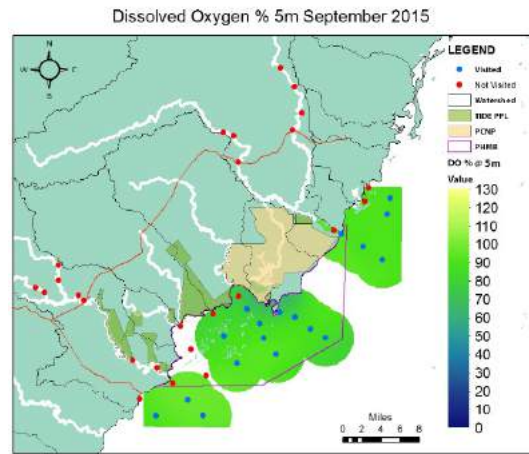 Dissolved Oxygen % 5m September 2015
N
W E
S
LEGEND
Visited
Not Visited
Watershed
TIDE PPL
PCNP
PHMR
DO % @ 5m
Value
130
120
110
100
90
80
70
60
50
40
30
20
10
0
Miles
0 2 4 8